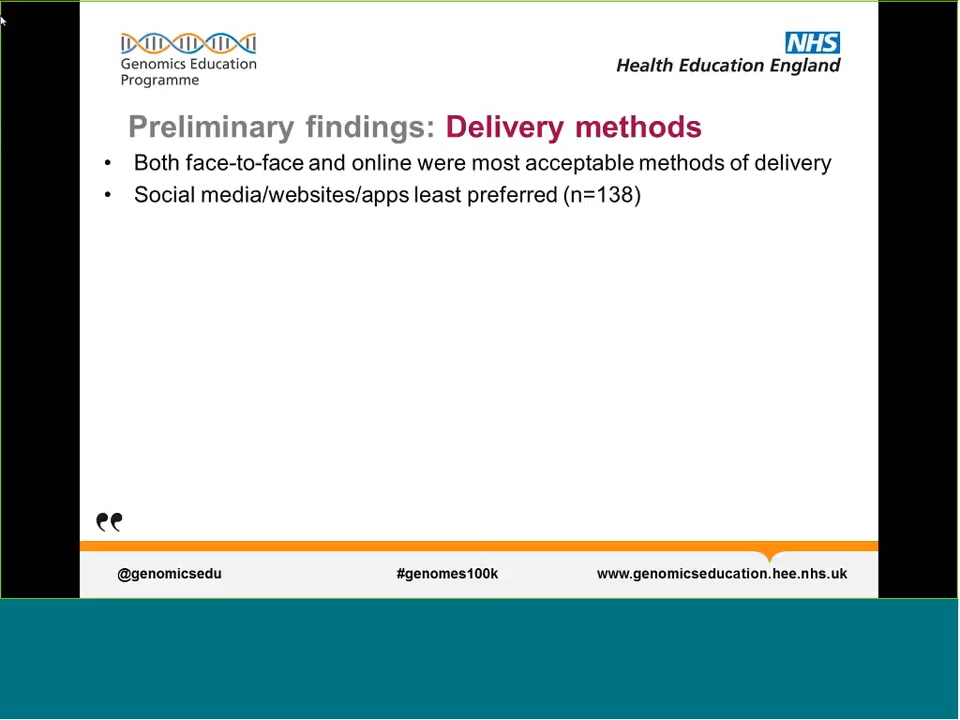 Genomics Education
Programme
NHS
Health Education England
Preliminary findings: Delivery methods
• Both face-to-face and online were most acceptable methods of delivery
• Social media/websites/apps least preferred (n=138)
@genomicsedu
#genomes100k
www.genomicseducation.hee.nhs.uk